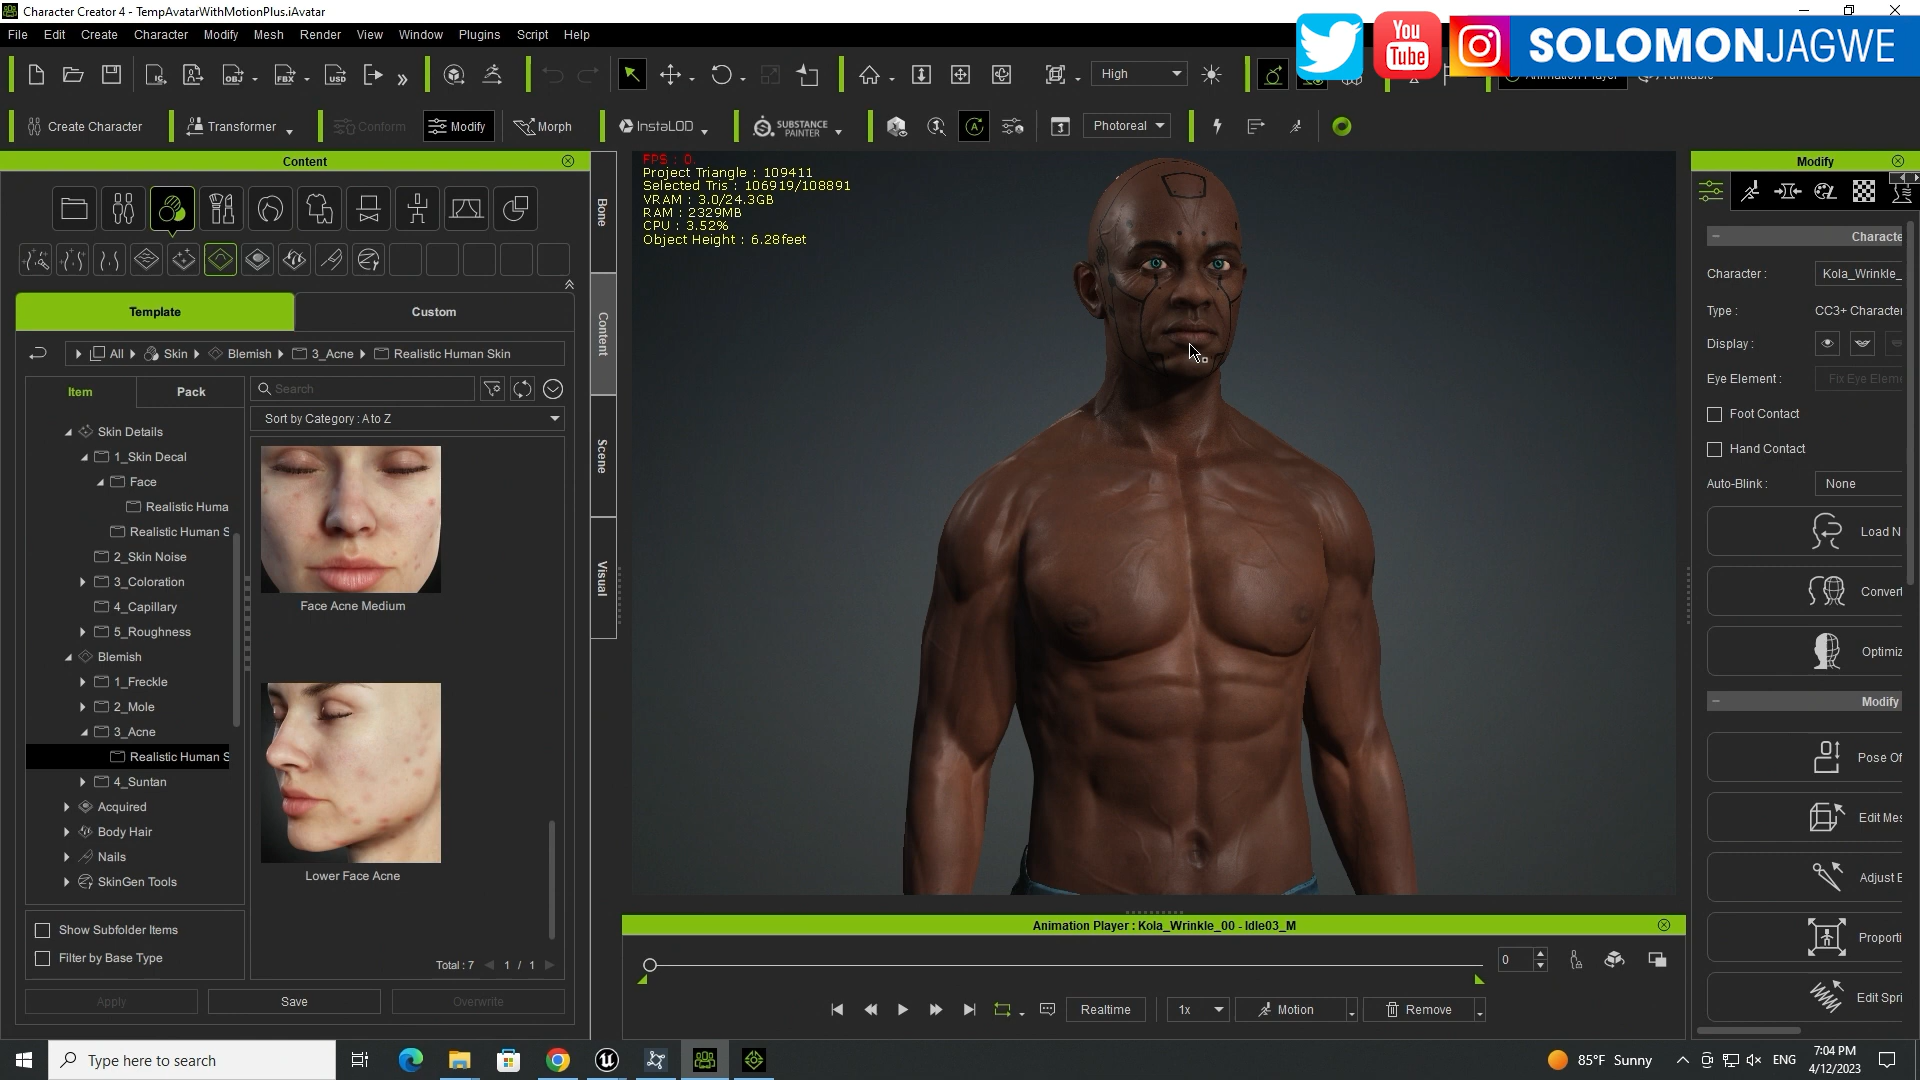 Character Creator 4 - TempAvatarWithMotionPlus.iAvatar
File Edit Create Character Modify Mesh Render View Window Plugins Script Help
You Tube
SOLOMONJAGWE
High
Create Character
Transformer
Conform
Modify
Morph
InstaLOD
SUBSTANCE PAINTER
Photoreal
Content
Template
Custom
All
Skin
Blemish
3_Acne
Realistic Human Skin
Item
Pack
Search
Sort by Category : A to Z
Skin Details
1_Skin Decal
Face
Realistic Huma
Realistic Human S
2_Skin Noise
3_Coloration
4_Capillary
5_Roughness
Blemish
1_Freckle
2_Mole
3_Acne
Realistic Human S
4_Suntan
Acquired
Body Hair
Nails
SkinGen Tools
Face Acne Medium
Lower Face Acne
Show Subfolder Items
Filter by Base Type
Total : 7
1 / 1
Apply
Save
Overwrite
Bone
Content
Scene
Visual
FPS : 0.
Project Triangle : 109411
Selected Tris : 106919/108891
VRAM : 3.0/24.3GB
RAM : 2329MB
CPU : 3.52%
Object Height : 6.28feet
Animation Player : Kola_Wrinkle_00 - Idle03_M
0
Realtime
1x
Motion
Remove
Modify
Characte
Character :
Kola_Wrinkle_
Type :
CC3+ Character
Display :
Eye Element :
Fix Eye Eleme
Foot Contact
Hand Contact
Auto-Blink :
None
Load N
Convert
Optimiz
Modify
Pose Of
Edit Mes
Adjust B
Proporti
Edit Spri
Type here to search
85°F Sunny
ENG
7:04 PM
4/12/2023